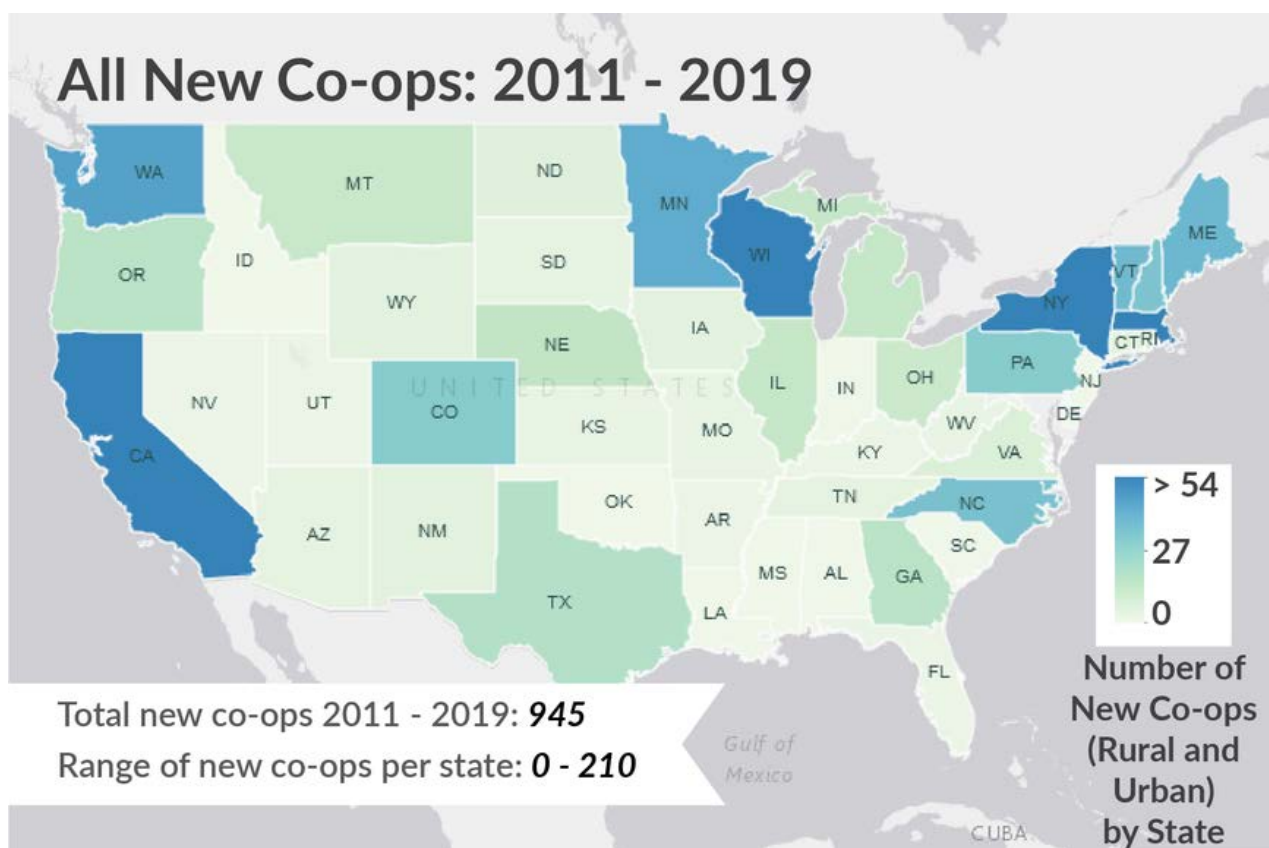 All New Co-ops: 2011 - 2019
WA
MT
ND
MN
MI
ME
OR
ID
SD
WI
VT
WY
NY
IA
CT
RI
NE
PA
IL
OH
NJ
NV
UT
UNITED STATES
CO
IN
DE
KS
MO
WV
CA
KY
VA
TN
NC
OK
AR
AZ
NM
SC
MS
AL
GA
TX
LA
FL
> 54
27
0
Number of
New Co-ops
(Rural and
Urban)
by State
Total new co-ops 2011 - 2019: 945
Range of new co-ops per state: 0 - 210
Gulf of
Mexico
CUBA